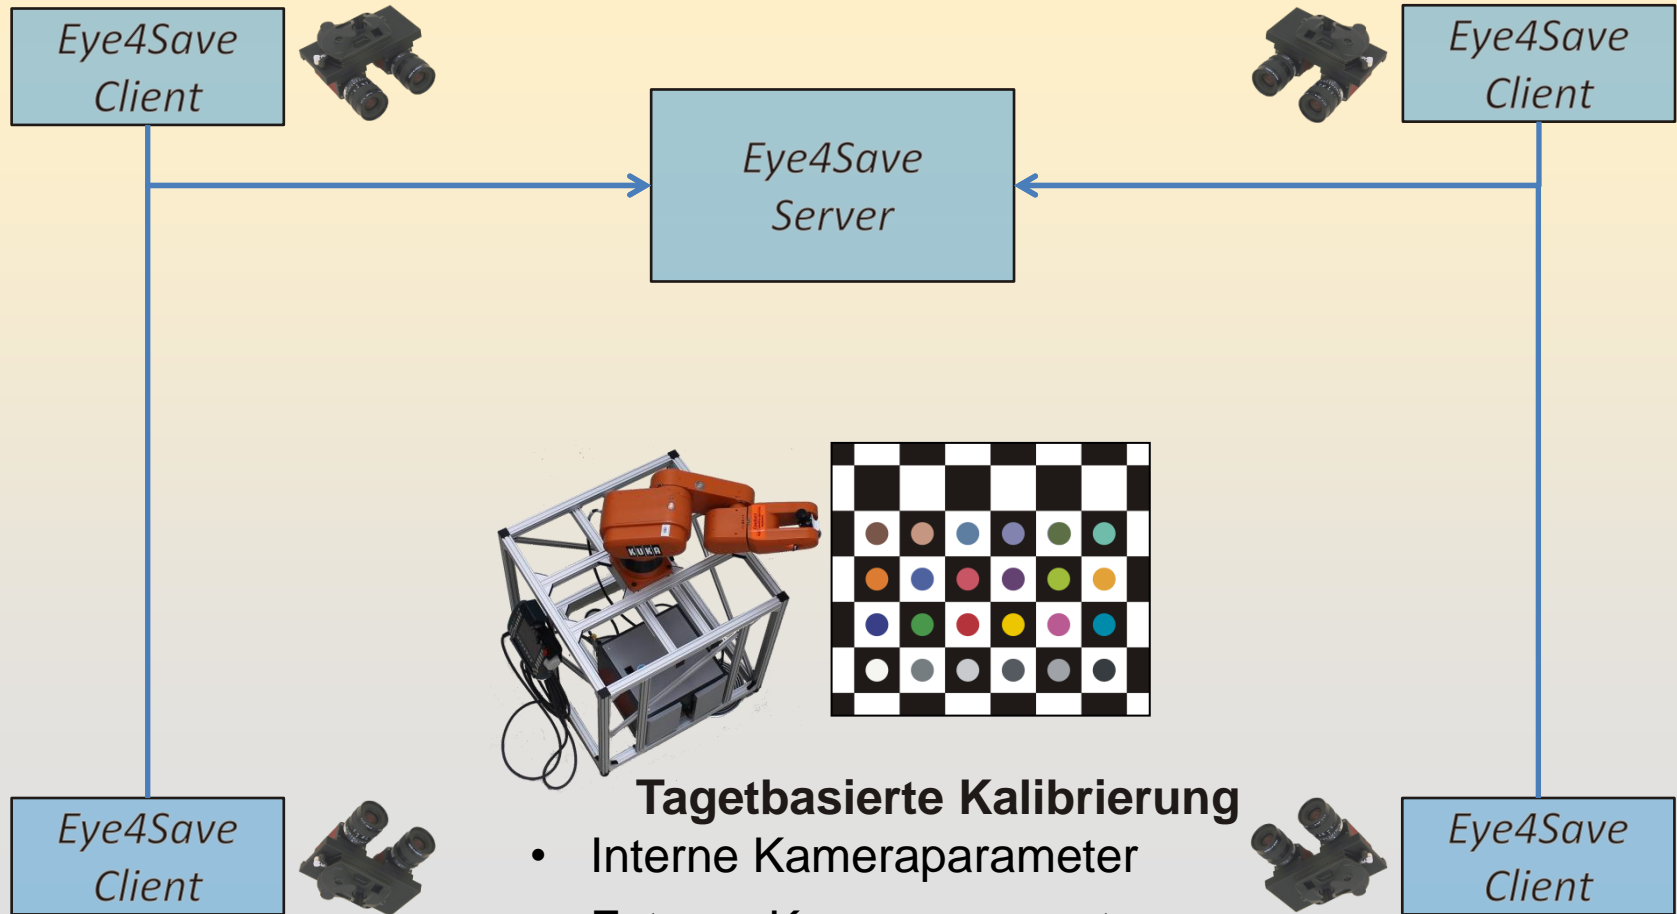 Eye4Save
Client
Eye4Save
Client
Eye4Save
Server
KUKA
Tagetbasierte Kalibrierung
• Interne Kameraparameter
Eye4Save
Client
Eye4Save
Client